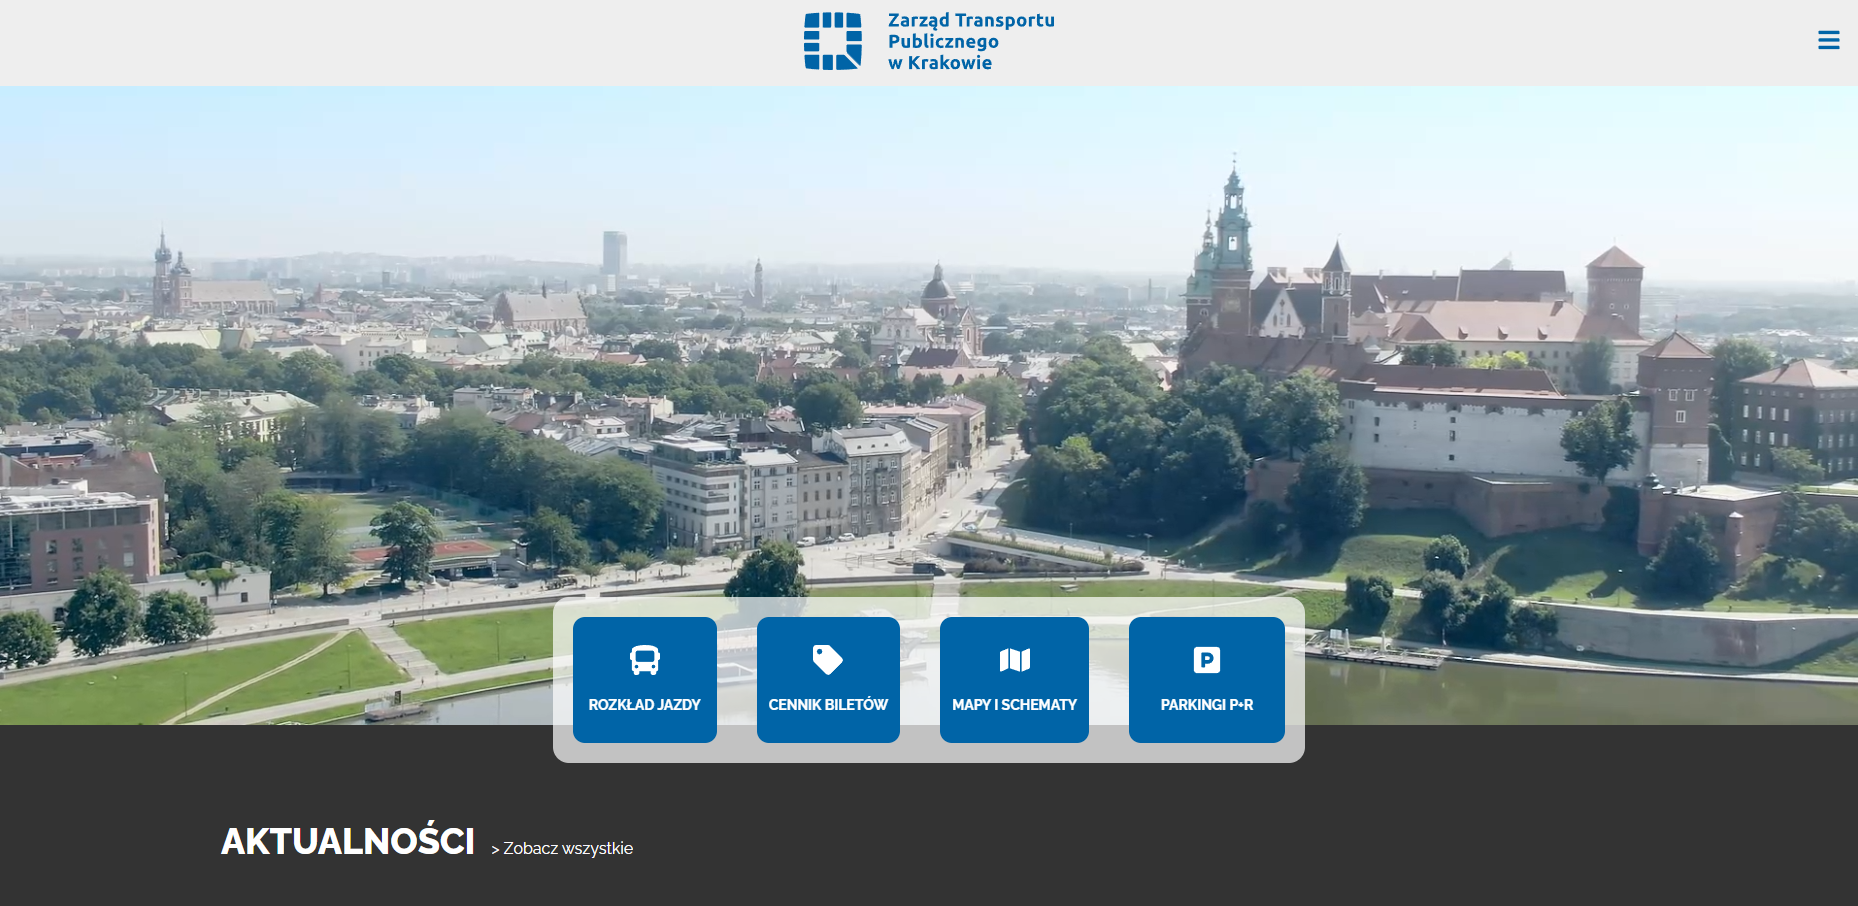 Zarząd Transportu
Publicznego
w Krakowie
ROZKŁAD JAZDY
CENNIK BILETÓW
MAPY I SCHEMATY
P
PARKINGI P+R
AKTUALNOŚCI > Zobacz wszystkie